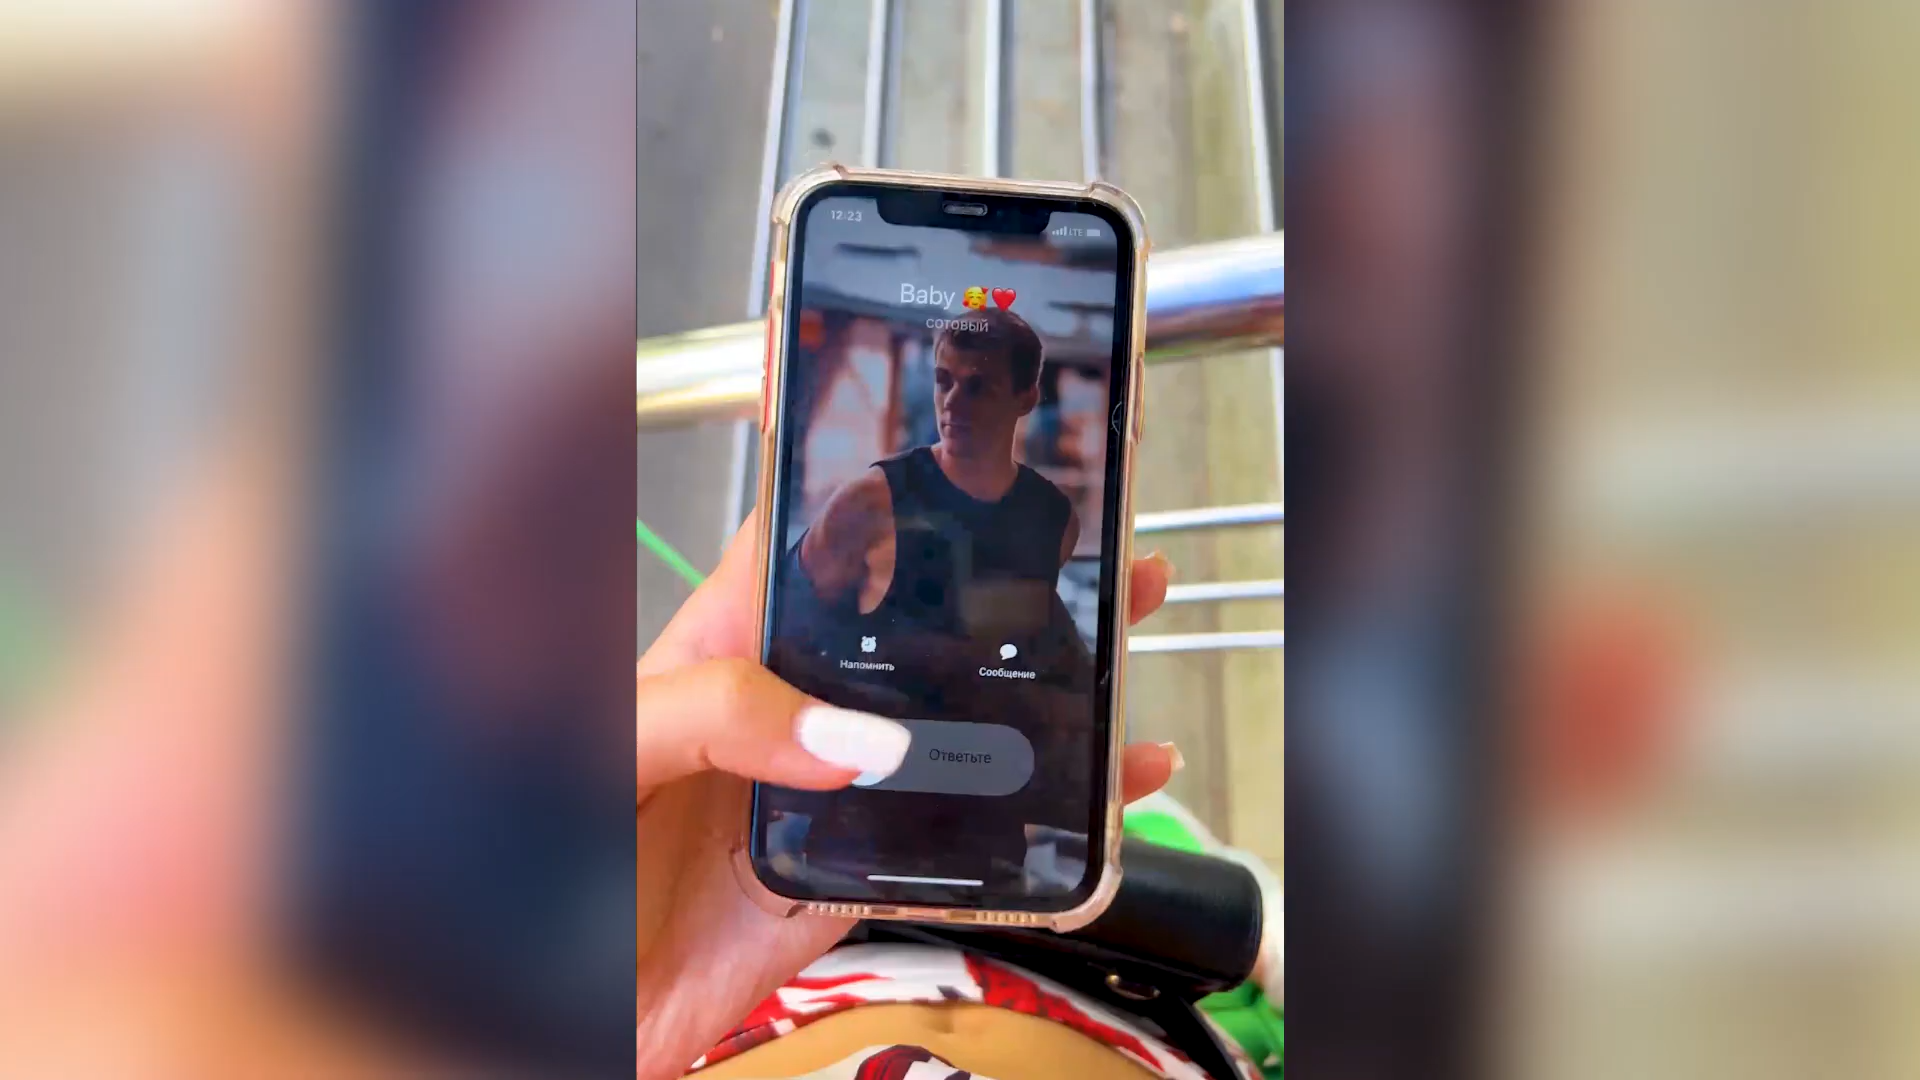 12:23
LTE
Baby 🥰❤️
сотовый
Напомнить
Сообщение
Ответьте